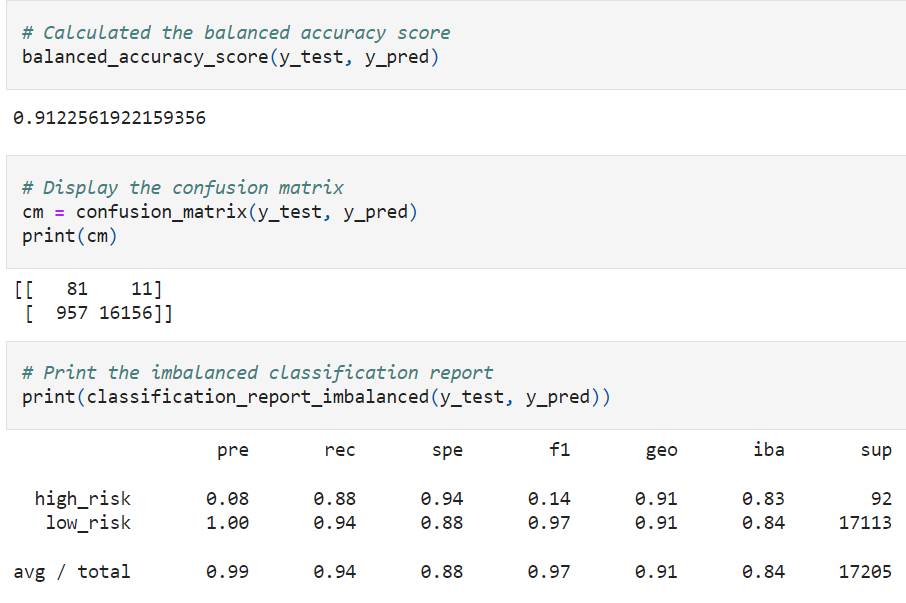 # Calculated the balanced accuracy score
balanced_accuracy_score(y_test, y_pred)
0.9122561922159356
# Display the confusion matrix
cm = confusion_matrix(y_test, y_pred)
print(cm)
[[   81    11]
 [  957 16156]]
# Print the imbalanced classification report
print(classification_report_imbalanced(y_test, y_pred))
pre rec spe f1 geo iba sup
high_risk 0.08 0.88 0.94 0.14 0.91 0.83 92
low_risk 1.00 0.94 0.88 0.97 0.91 0.84 17113
avg / total 0.99 0.94 0.88 0.97 0.91 0.84 17205